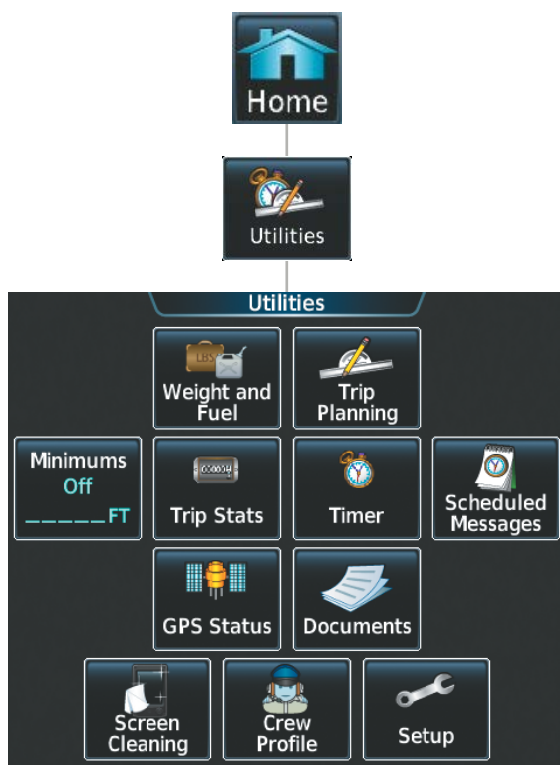 Home
Utilities
Utilities
LBS
Weight and
Fuel
Trip
Planning
Minimums
Off
_____FT
Trip Stats
Timer
Scheduled
Messages
GPS Status
Documents
Screen
Cleaning
Crew
Profile
Setup